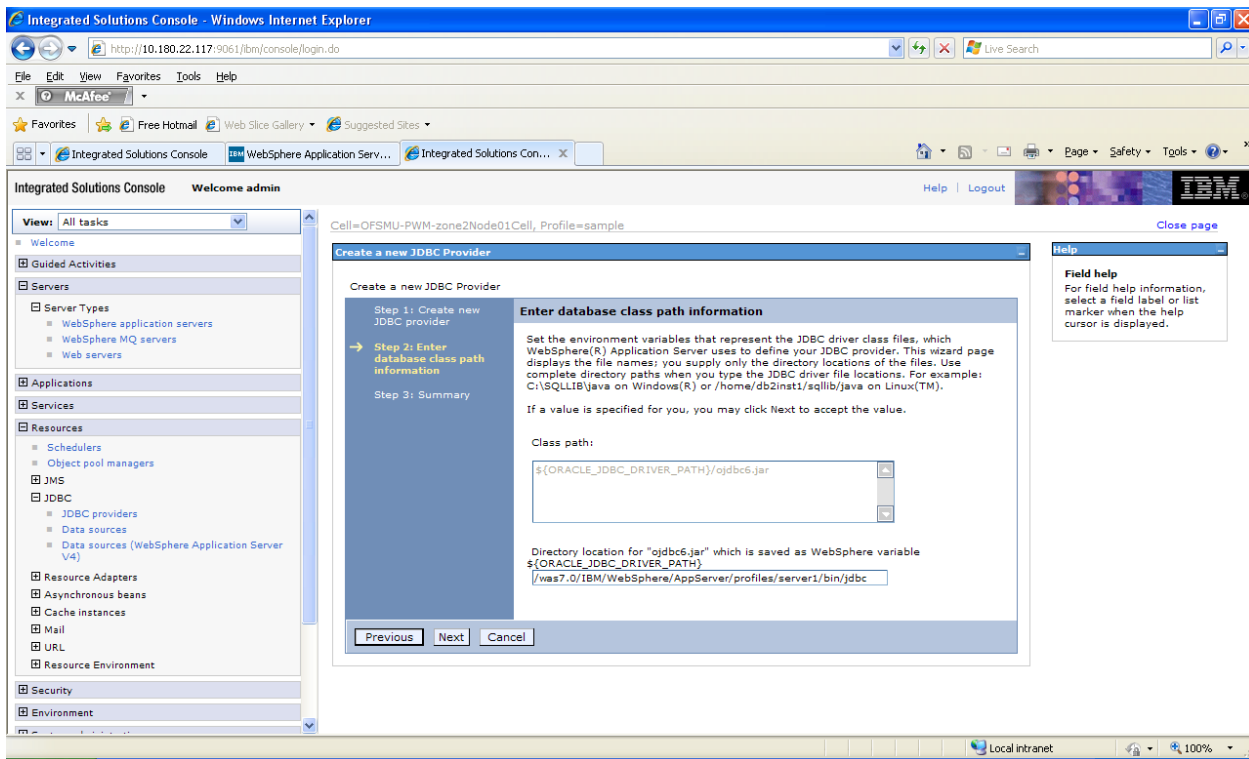 Integrated Solutions Console - Windows Internet Explorer
http://10.180.22.117:9061/ibm/console/login.do
Live Search
File Edit View Favorites Tools Help
x McAfee
Favorites Free Hotmail Web Slice Gallery Suggested Sites
Integrated Solutions Console
IBM WebSphere Application Serv...
Integrated Solutions Con... X
Page Safety Tools
Integrated Solutions Console Welcome admin
Help | Logout
IBM
View: All tasks
Welcome
Guided Activities
Servers
Server Types
WebSphere application servers
WebSphere MQ servers
Web servers
Applications
Services
Resources
Schedulers
Object pool managers
JMS
JDBC
JDBC providers
Data sources
Data sources (WebSphere Application Server
V4)
Resource Adapters
Asynchronous beans
Cache instances
Mail
URL
Resource Environment
Security
Environment
Cell=OFSMU-PWM-zone2Node01Cell, Profile=sample
Close page
Create a new JDBC Provider
Create a new JDBC Provider
Step 1: Create new
JDBC provider
Step 2: Enter
database class path
information
Step 3: Summary
Enter database class path information
Set the environment variables that represent the JDBC driver class files, which
WebSphere(R) Application Server uses to define your JDBC provider. This wizard page
displays the file names; you supply only the directory locations of the files. Use
complete directory paths when you type the JDBC driver file locations. For example:
C:\SQLLIB\java on Windows(R) or /home/db2inst1/sqllib/java on Linux(TM).
If a value is specified for you, you may click Next to accept the value.
Class path:
${ORACLE_JDBC_DRIVER_PATH}/ojdbc6.jar
Directory location for "ojdbc6.jar" which is saved as WebSphere variable
${ORACLE_JDBC_DRIVER_PATH}
/was7.0/IBM/WebSphere/AppServer/profiles/server1/bin/jdbc
Previous Next Cancel
Help
Field help
For field help information,
select a field label or list
marker when the help
cursor is displayed.
Local intranet
100%